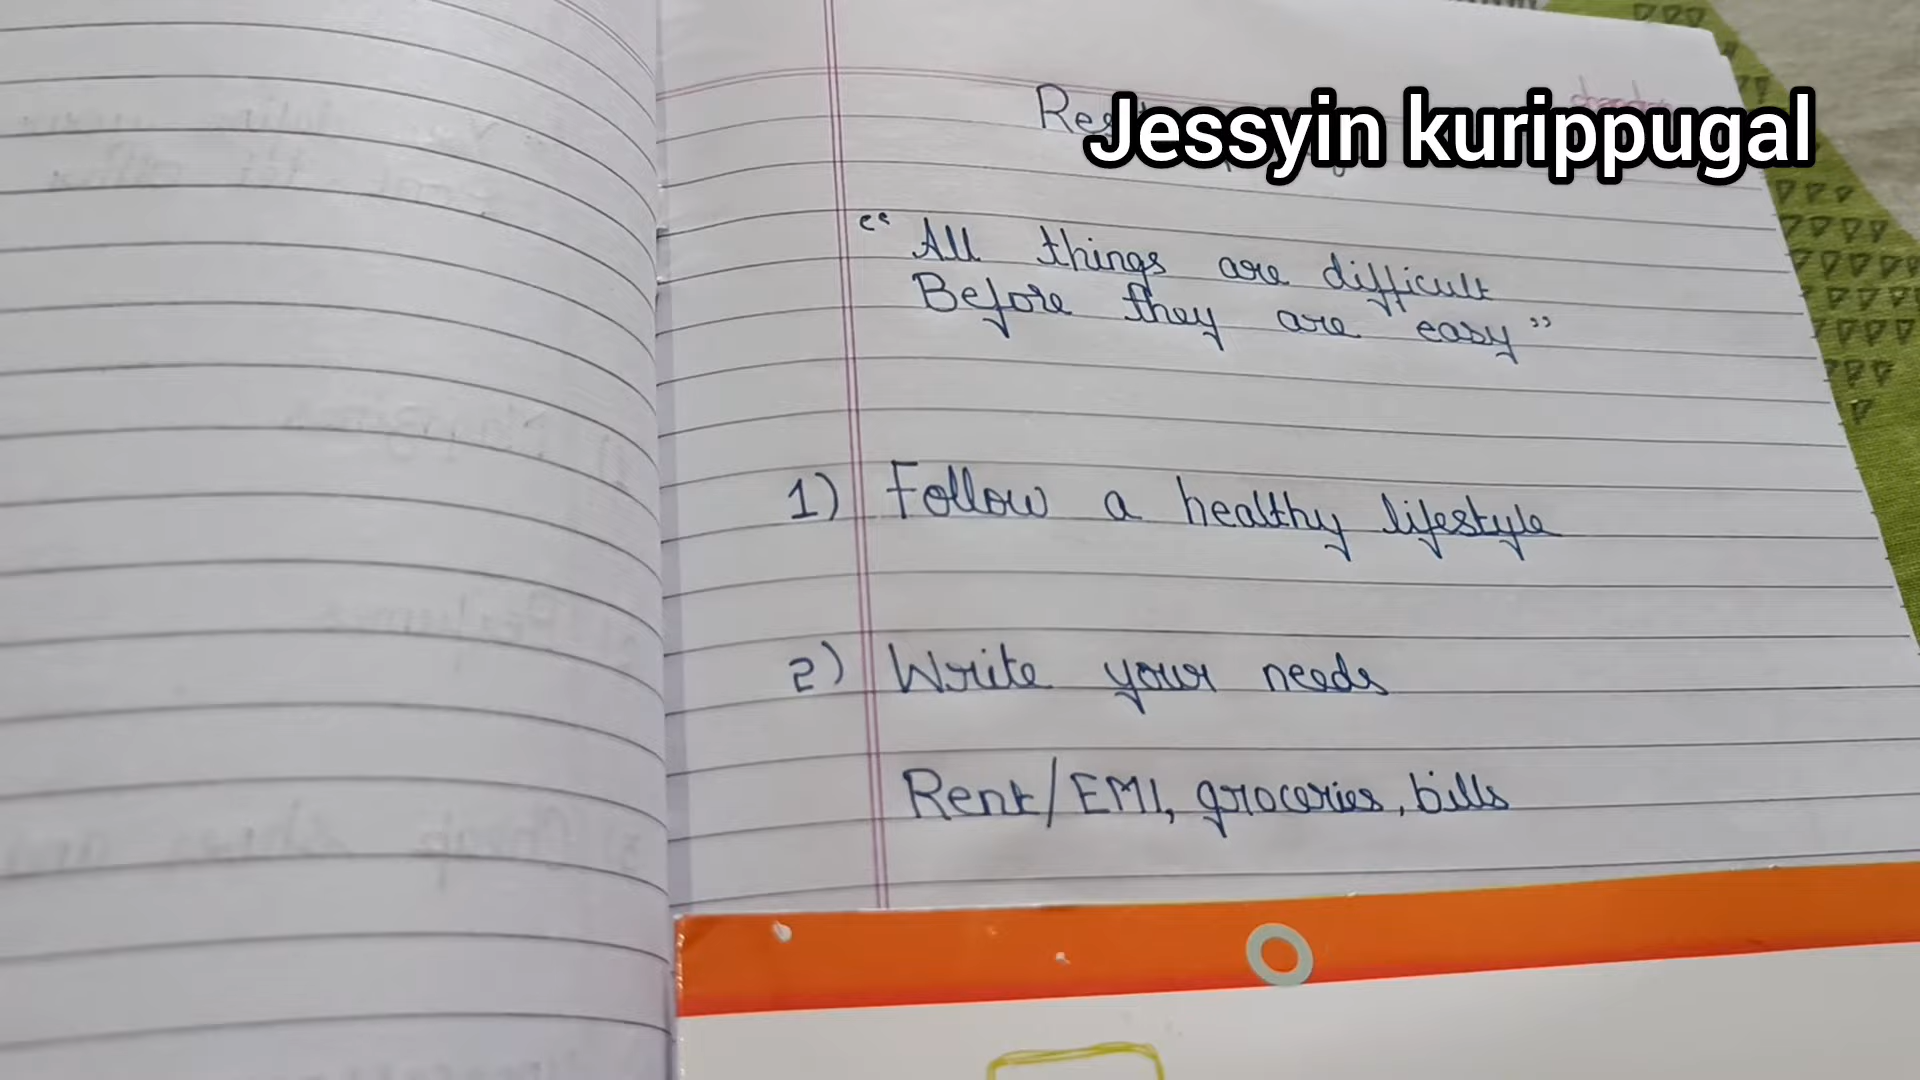 Jessyin kurippugal
“ All things are difficult
Before they are easy ”
1) Follow a healthy lifestyle
2) Write your needs
Rent/EMI, groceries, bills